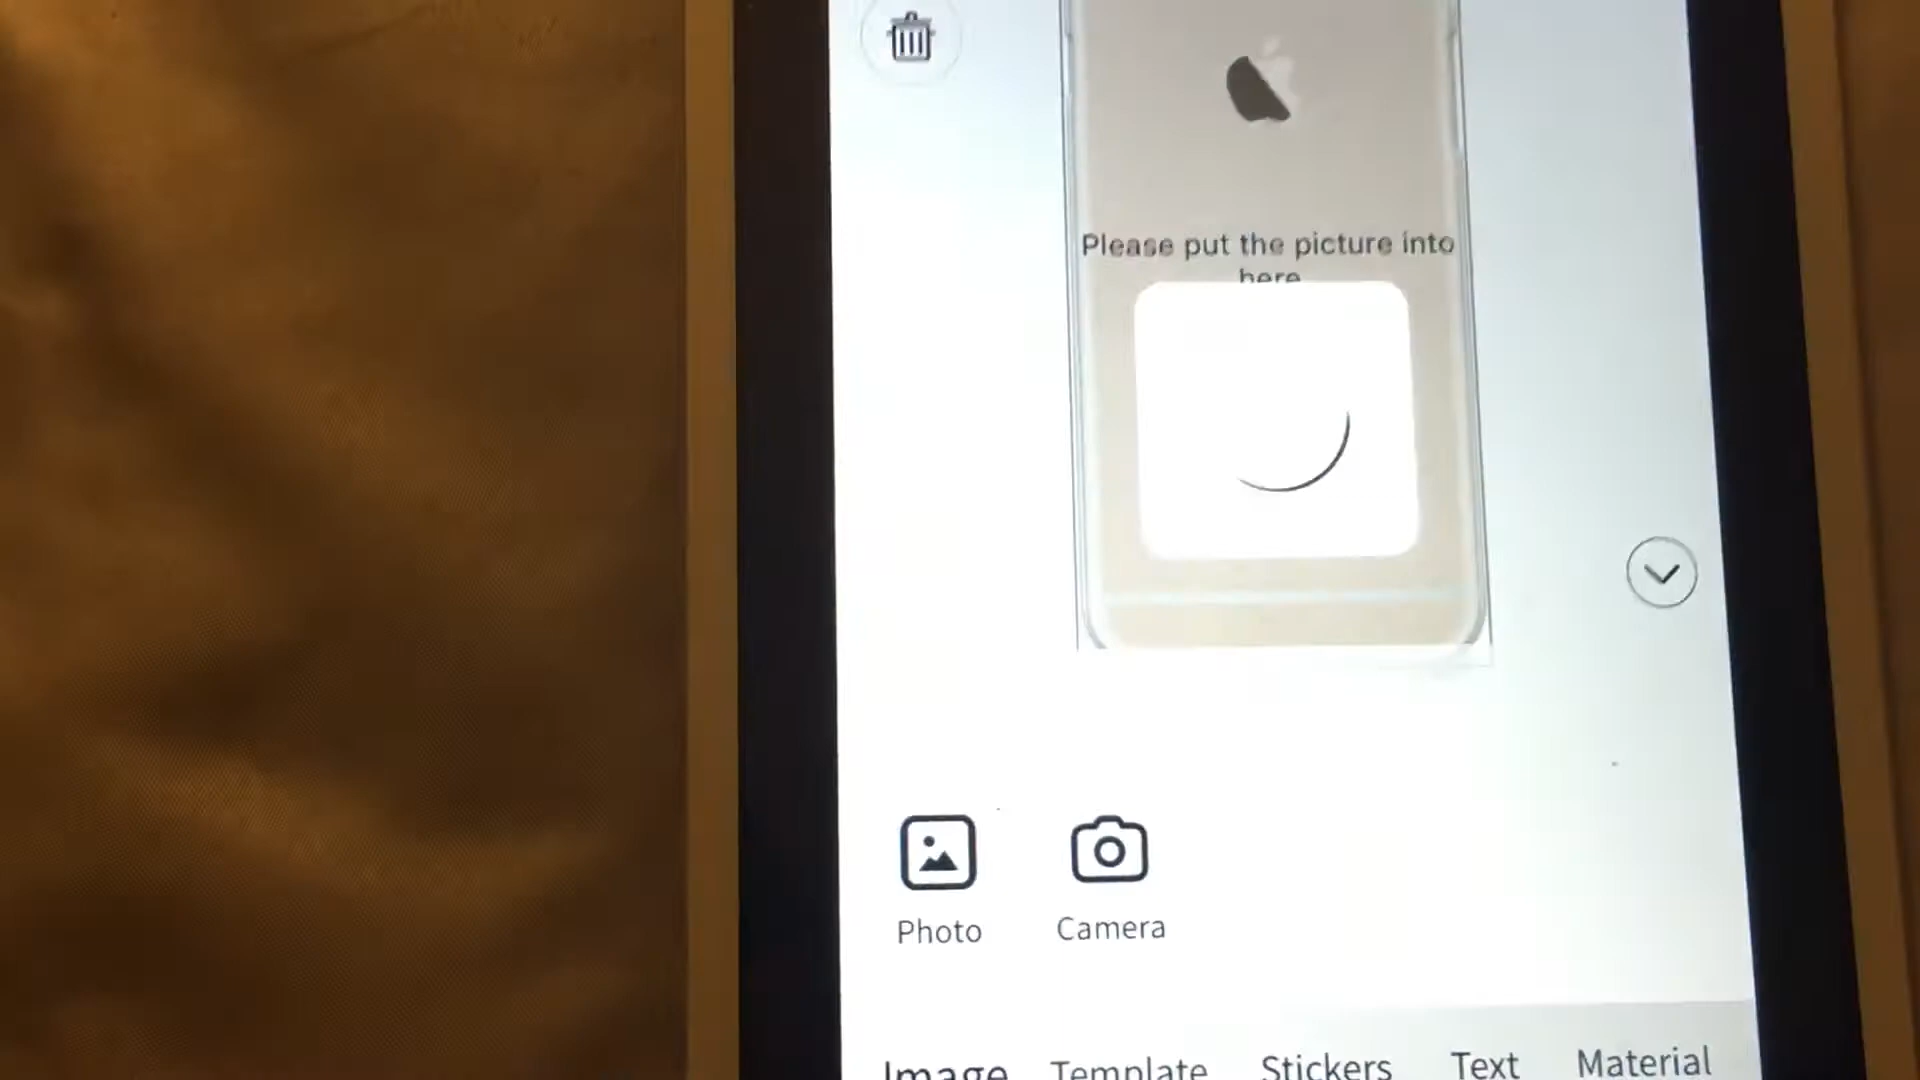 Please put the picture into
here
Photo
Camera
Image
Template
Stickers
Text
Material